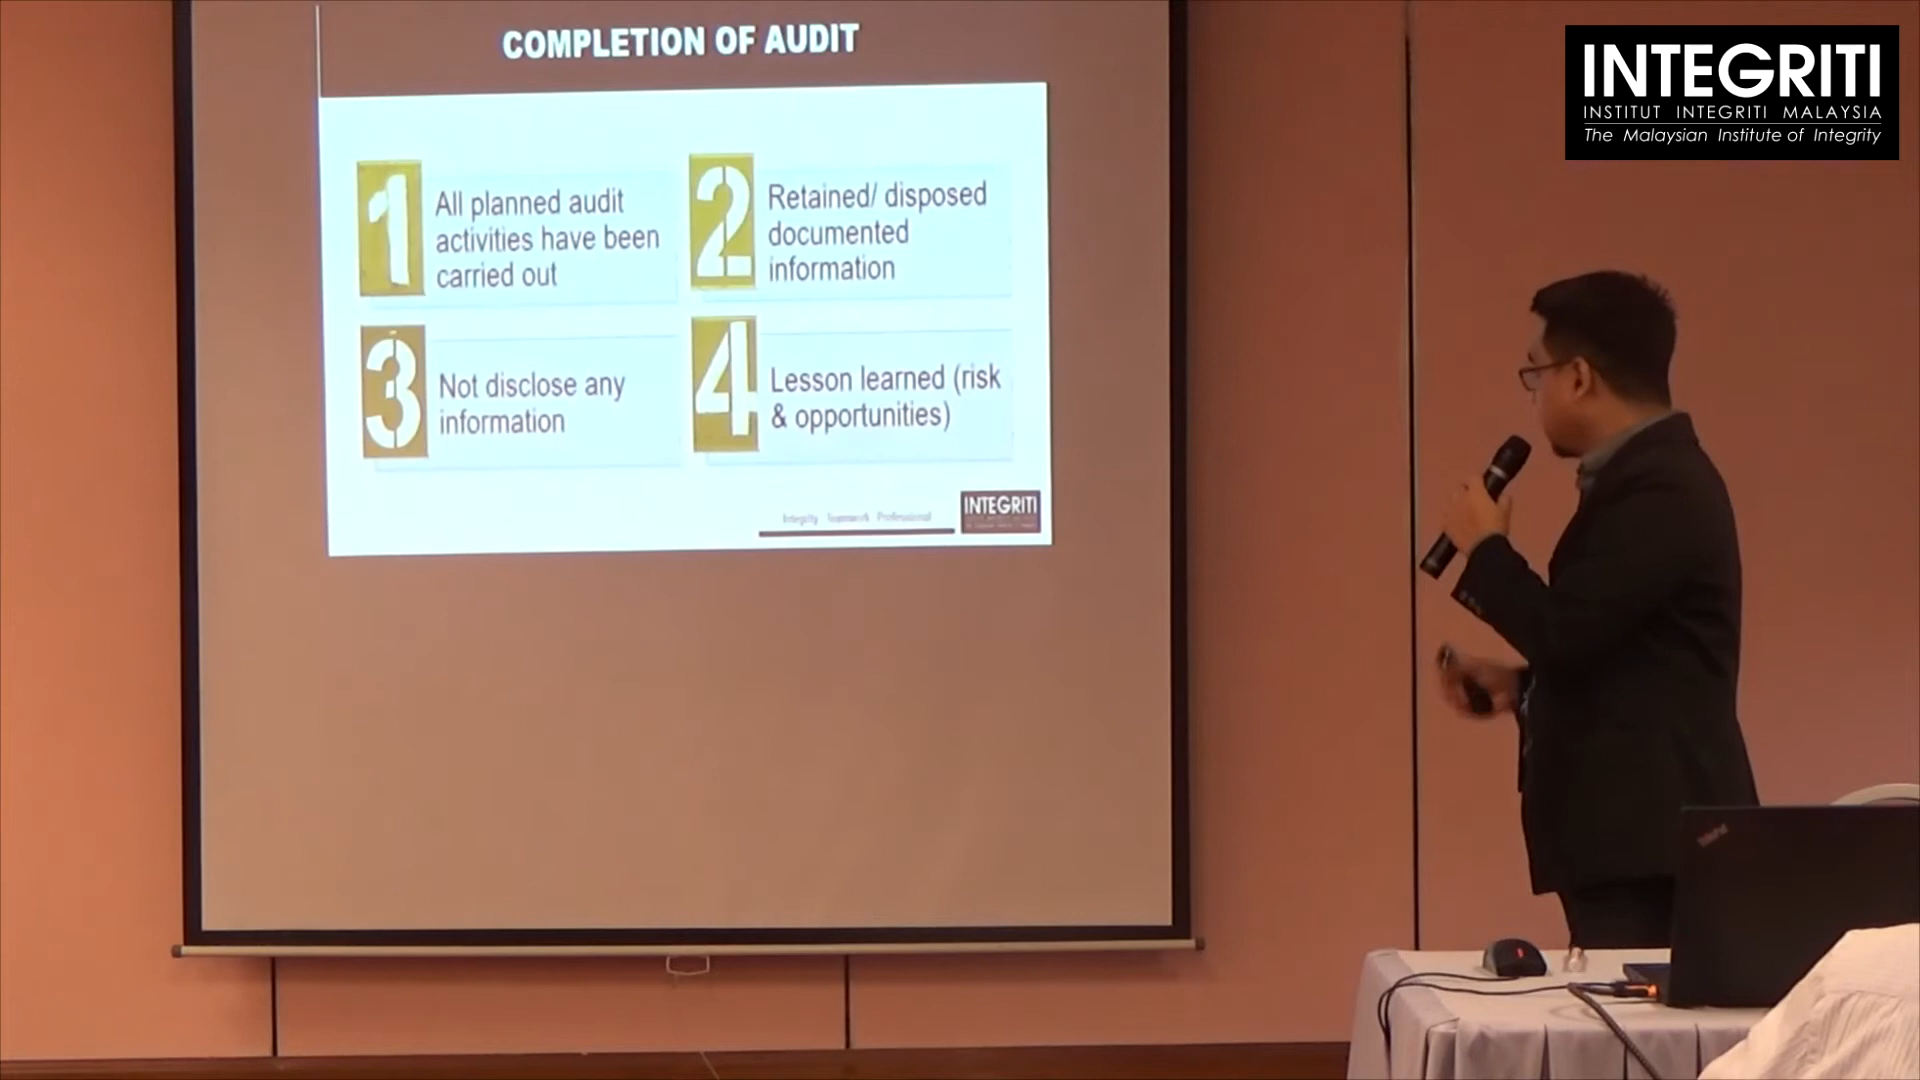 COMPLETION OF AUDIT
1
All planned audit
activities have been
carried out
2
Retained/ disposed
documented
information
3
Not disclose any
information
4
Lesson learned (risk
& opportunities)
Integrity Teamwork Professional
INTEGRITI
INTEGRITI
INSTITUT INTEGRITI MALAYSIA
The Malaysian Institute of Integrity
ThinkPad